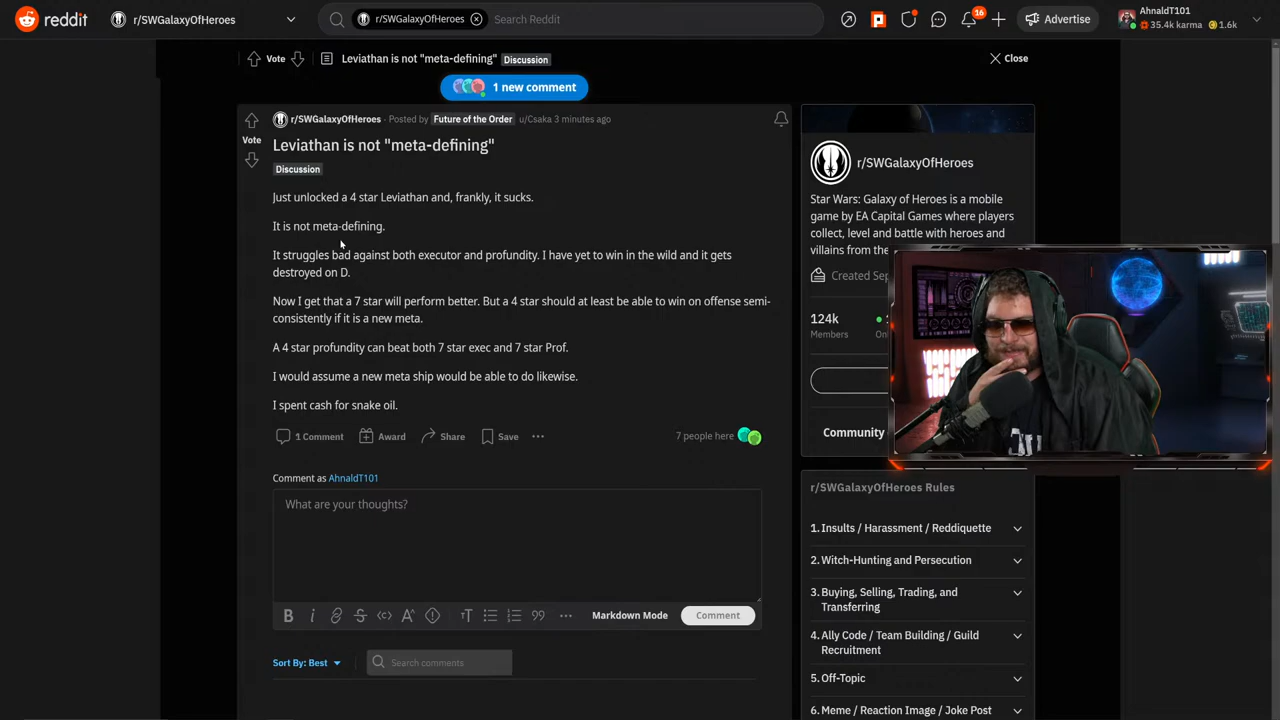 reddit
r/SWGalaxyOfHeroes
r/SWGalaxyOfHeroes
Search Reddit
16
Advertise
AhnaldT101
35.4k karma
1.6k
Vote
Leviathan is not "meta-defining" Discussion
Close
1 new comment
r/SWGalaxyOfHeroes · Posted by Future of the Order u/Csaka 3 minutes ago
Vote
Leviathan is not "meta-defining"
Discussion
Just unlocked a 4 star Leviathan and, frankly, it sucks.
It is not meta-defining.
It struggles bad against both executor and profundity. I have yet to win in the wild and it gets
destroyed on D.
Now I get that a 7 star will perform better. But a 4 star should at least be able to win on offense semi-
consistently if it is a new meta.
A 4 star profundity can beat both 7 star exec and 7 star Prof.
I would assume a new meta ship would be able to do likewise.
I spent cash for snake oil.
1 Comment
Award
Share
Save
7 people here
Comment as AhnaldT101
What are your thoughts?
Markdown Mode
Comment
Sort By: Best
Search comments
r/SWGalaxyOfHeroes
Star Wars: Galaxy of Heroes is a mobile
game by EA Capital Games where players
collect, level and battle with heroes and
villains from the
Created
124k
Members
Community
r/SWGalaxyOfHeroes Rules
1. Insults / Harassment / Reddiquette
2. Witch-Hunting and Persecution
3. Buying, Selling, Trading, and
Transferring
4. Ally Code / Team Building / Guild
Recruitment
5. Off-Topic
6. Meme / Reaction Image / Joke Post